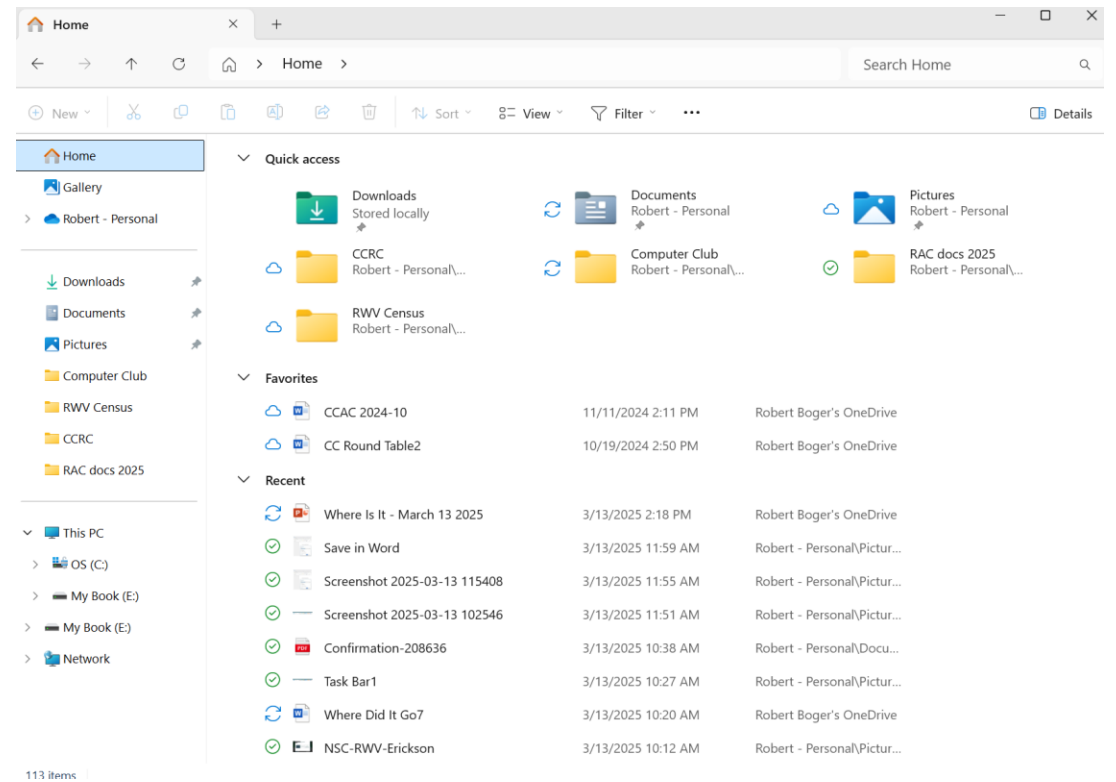 Home
Home
Search Home
New
Sort
View
Filter
Details
Home
Gallery
Robert - Personal
Downloads
Documents
Pictures
Computer Club
RWV Census
CCRC
RAC docs 2025
This PC
OS (C:)
My Book (E:)
My Book (E:)
Network
Quick access
Downloads
Stored locally
Documents
Robert - Personal
Pictures
Robert - Personal
CCRC
Robert - Personal\...
Computer Club
Robert - Personal\...
RAC docs 2025
Robert - Personal\...
RWV Census
Robert - Personal\...
Favorites
CCAC 2024-10 11/11/2024 2:11 PM Robert Boger's OneDrive
CC Round Table2 10/19/2024 2:50 PM Robert Boger's OneDrive
Recent
Where Is It - March 13 2025 3/13/2025 2:18 PM Robert Boger's OneDrive
Save in Word 3/13/2025 11:59 AM Robert - Personal\Pictur...
Screenshot 2025-03-13 115408 3/13/2025 11:55 AM Robert - Personal\Pictur...
Screenshot 2025-03-13 102546 3/13/2025 11:51 AM Robert - Personal\Pictur...
Confirmation-208636 3/13/2025 10:38 AM Robert - Personal\Docu...
Task Bar1 3/13/2025 10:27 AM Robert - Personal\Pictur...
Where Did It Go7 3/13/2025 10:20 AM Robert Boger's OneDrive
NSC-RWV-Erickson 3/13/2025 10:12 AM Robert - Personal\Pictur...
113 items